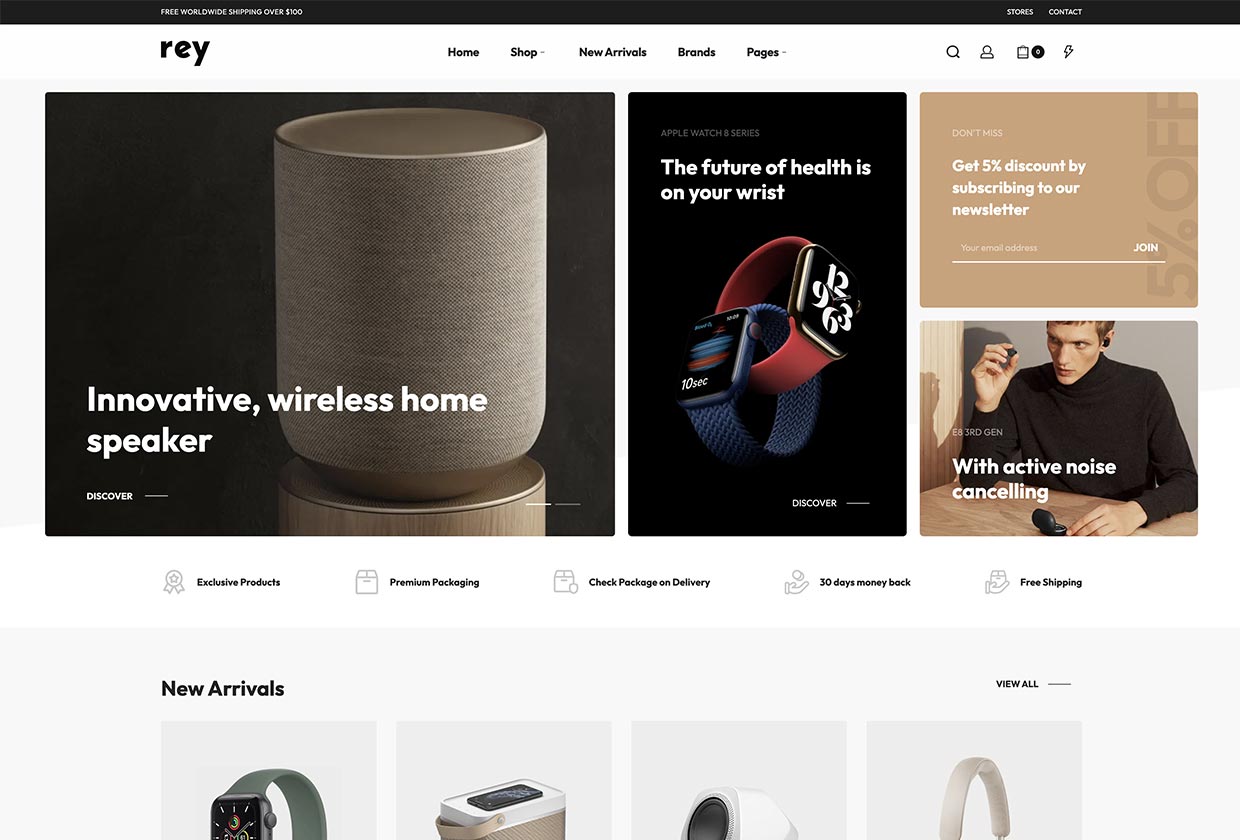 FREE WORLDWIDE SHIPPING OVER $100
STORES
CONTACT
rey
Home
Shop
New Arrivals
Brands
Pages
0
Innovative, wireless home
speaker
DISCOVER
APPLE WATCH 8 SERIES
The future of health is
on your wrist
10:09
10sec
DISCOVER
DON'T MISS
Get 5% discount by
subscribing to our
newsletter
Your email address
JOIN
5% OFF
E8 3RD GEN
With active noise
cancelling
Exclusive Products
Premium Packaging
Check Package on Delivery
30 days money back
Free Shipping
New Arrivals
VIEW ALL